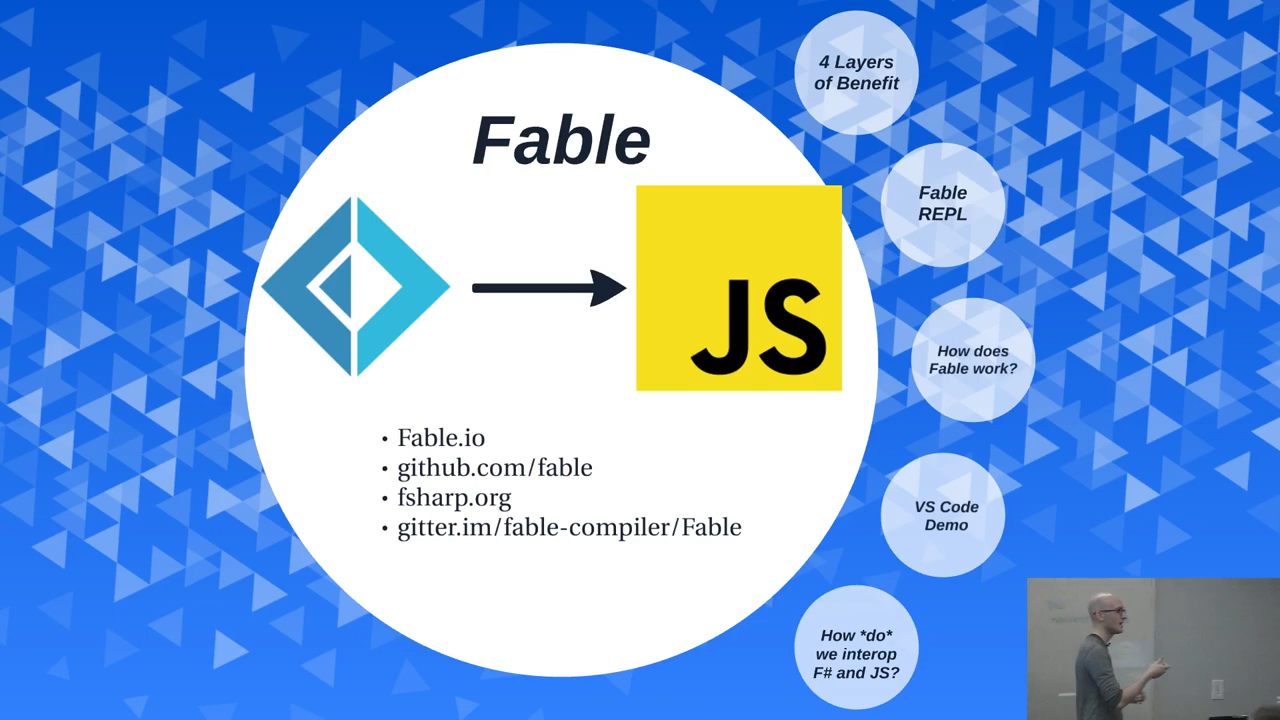 Fable
JS
• Fable.io
• github.com/fable
• fsharp.org
• gitter.im/fable-compiler/Fable
4 Layers
of Benefit
Fable
REPL
How does
Fable work?
VS Code
Demo
How *do*
we interop
F# and JS?